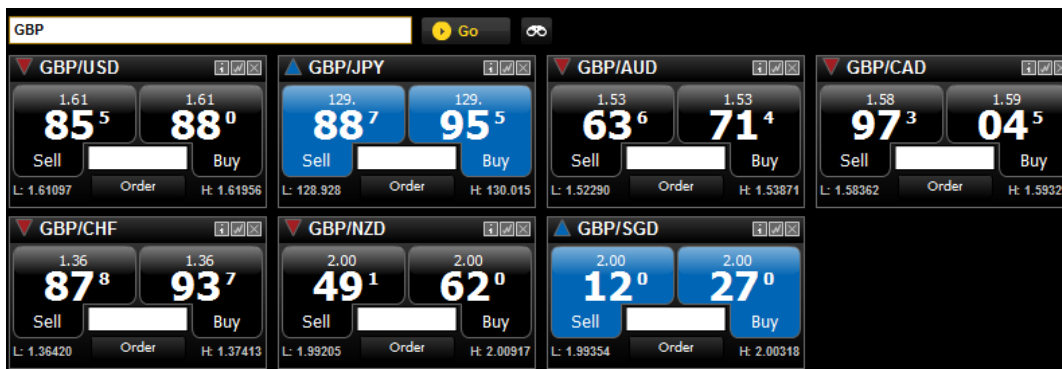 GBP
Go
GBP/USD
1.61 1.61
85 5 88 0
Sell Buy
L: 1.61097 Order H: 1.61956
GBP/JPY
129. 129.
88 7 95 5
Sell Buy
L: 128.928 Order H: 130.015
GBP/AUD
1.53 1.53
63 6 71 4
Sell Buy
L: 1.52290 Order H: 1.53871
GBP/CAD
1.58 1.59
97 3 04 5
Sell Buy
L: 1.58362 Order H: 1.5932
GBP/CHF
1.36 1.36
87 8 93 7
Sell Buy
L: 1.36420 Order H: 1.37413
GBP/NZD
2.00 2.00
49 1 62 0
Sell Buy
L: 1.99205 Order H: 2.00917
GBP/SGD
2.00 2.00
12 0 27 0
Sell Buy
L: 1.99354 Order H: 2.00318